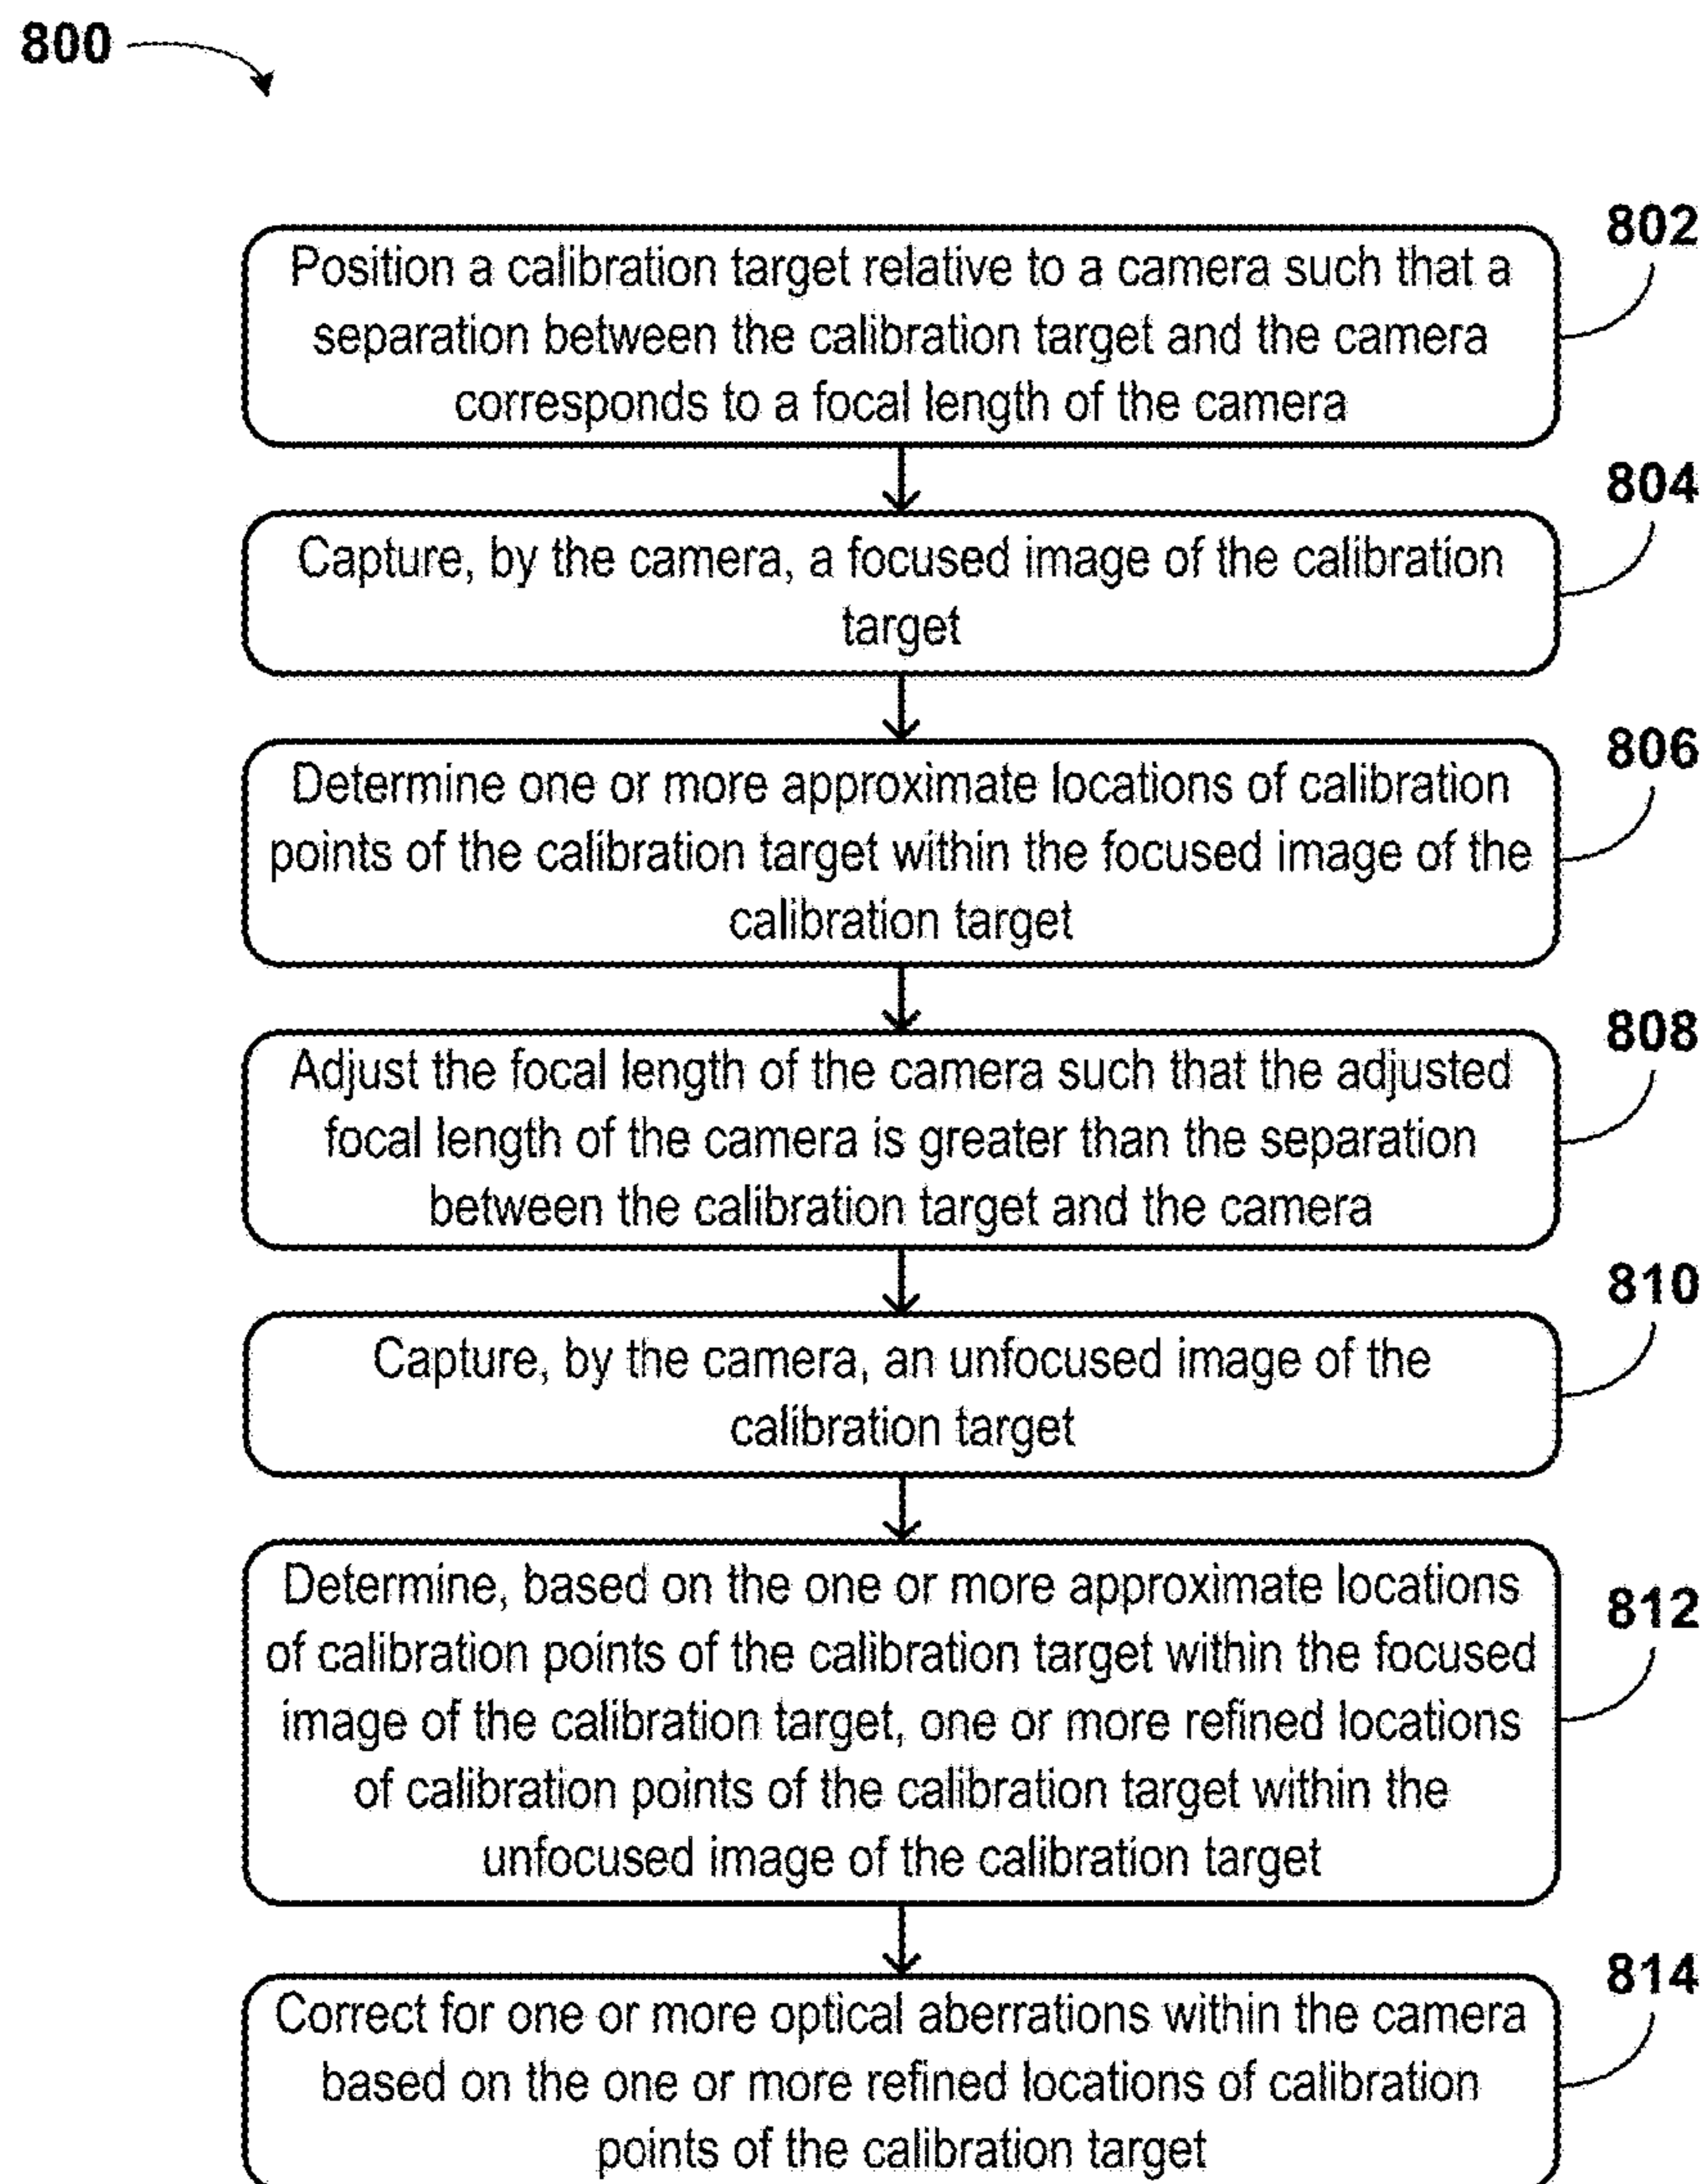 800
802
Position a calibration target relative to a camera such that a
separation between the calibration target and the camera
corresponds to a focal length of the camera
804
Capture, by the camera, a focused image of the calibration
target
806
Determine one or more approximate locations of calibration
points of the calibration target within the focused image of the
calibration target
808
Adjust the focal length of the camera such that the adjusted
focal length of the camera is greater than the separation
between the calibration target and the camera
810
Capture, by the camera, an unfocused image of the
calibration target
812
Determine, based on the one or more approximate locations
of calibration points of the calibration target within the focused
image of the calibration target, one or more refined locations
of calibration points of the calibration target within the
unfocused image of the calibration target
814
Correct for one or more optical aberrations within the camera
based on the one or more refined locations of calibration
points of the calibration target